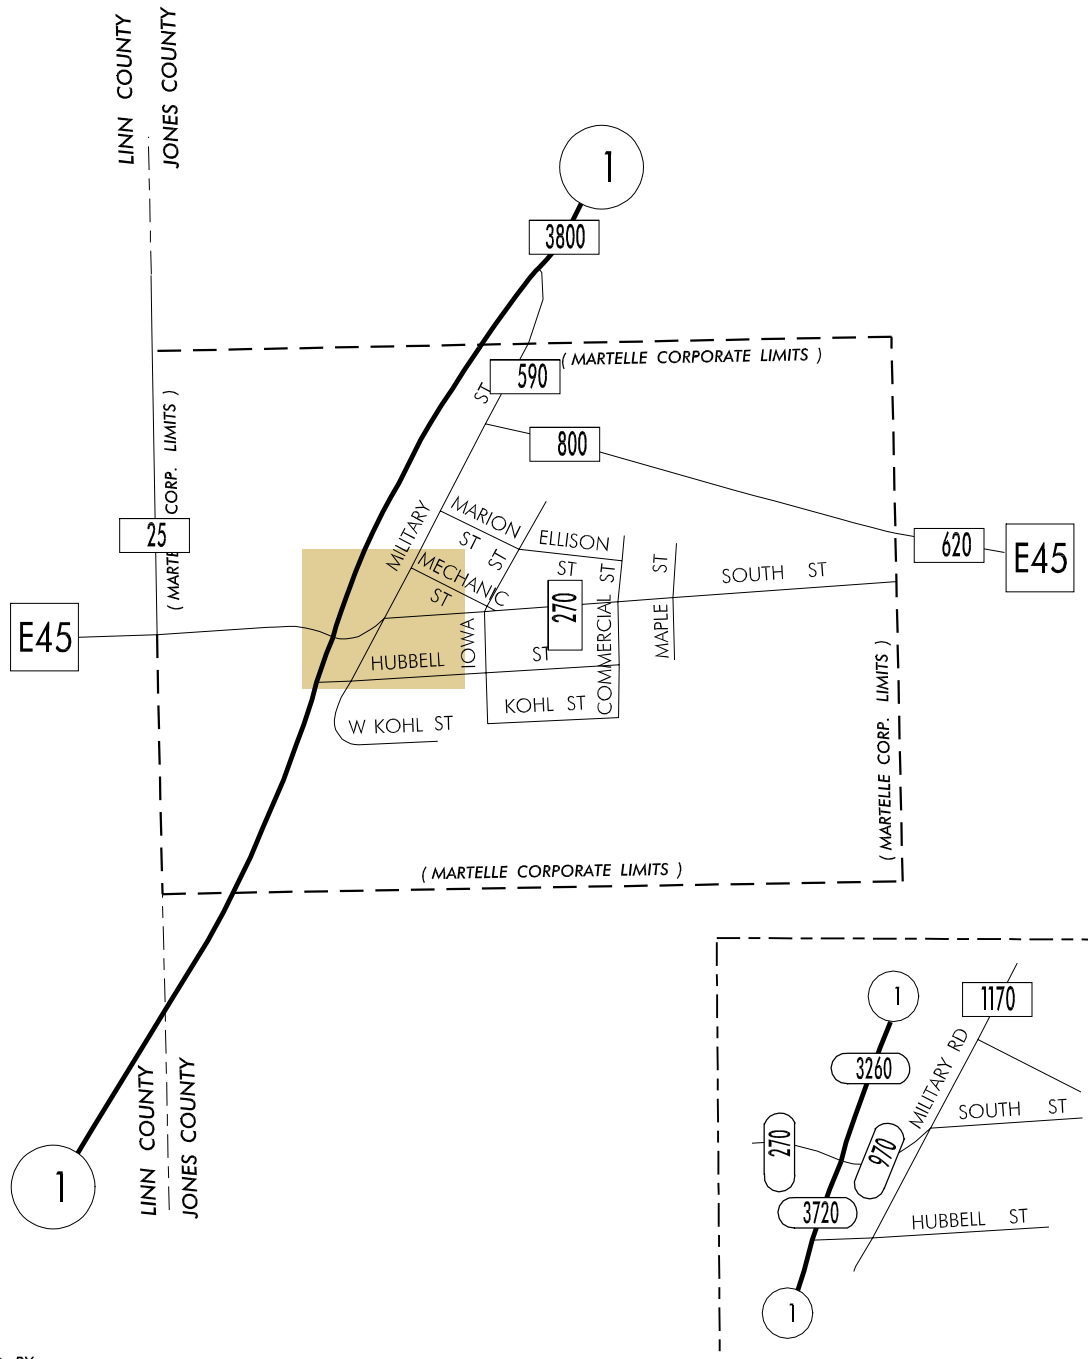 LINN COUNTY
JONES COUNTY
1
3800
( MARTELLE CORPORATE LIMITS )
590
ST
800
( MARTELLE CORP. LIMITS )
25
MILITARY
MARION
ST
ST
ELLISON
ST
MECHANIC
ST
270
COMMERCIAL ST
MAPLE ST
SOUTH ST
620
E45
E45
IOWA
HUBBELL
ST
KOHL ST
W KOHL ST
( MARTELLE CORP. LIMITS )
( MARTELLE CORPORATE LIMITS )
LINN COUNTY
JONES COUNTY
1
1
1170
3260
MILITARY RD
SOUTH ST
270
970
3720
HUBBELL ST
1